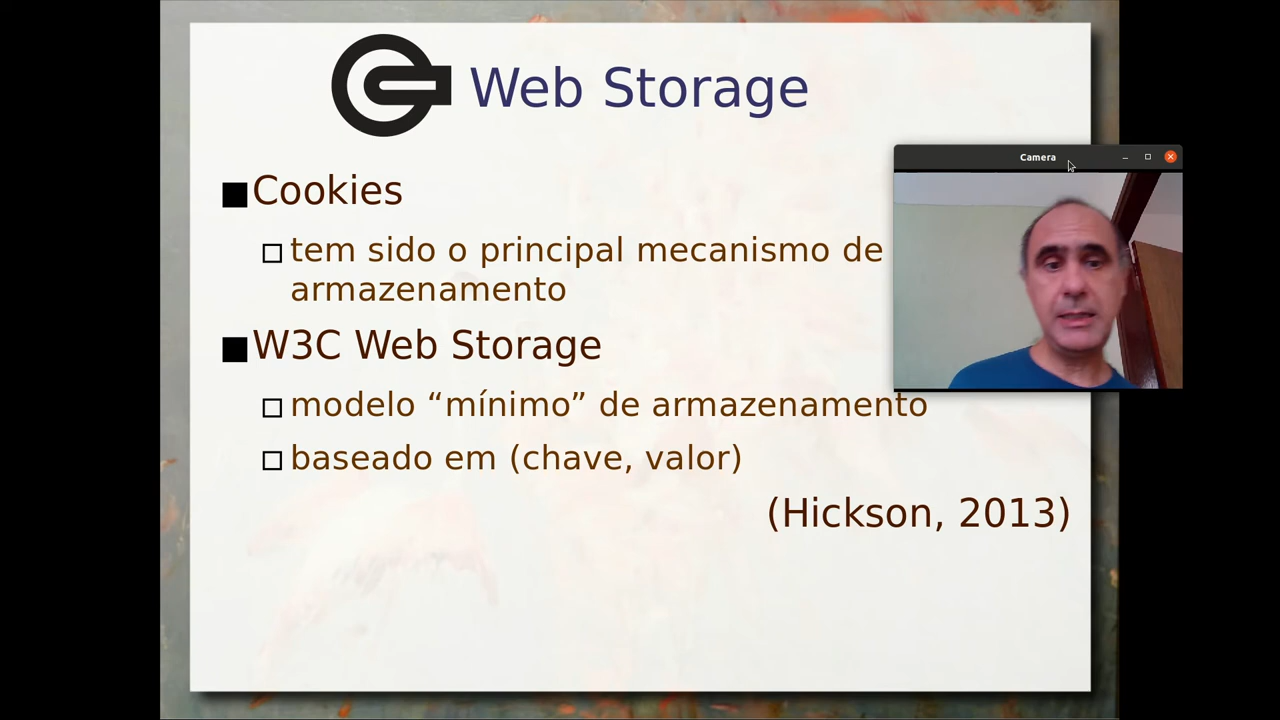 Web Storage
Camera
Cookies
tem sido o principal mecanismo de
armazenamento
W3C Web Storage
modelo “mínimo” de armazenamento
baseado em (chave, valor)
(Hickson, 2013)